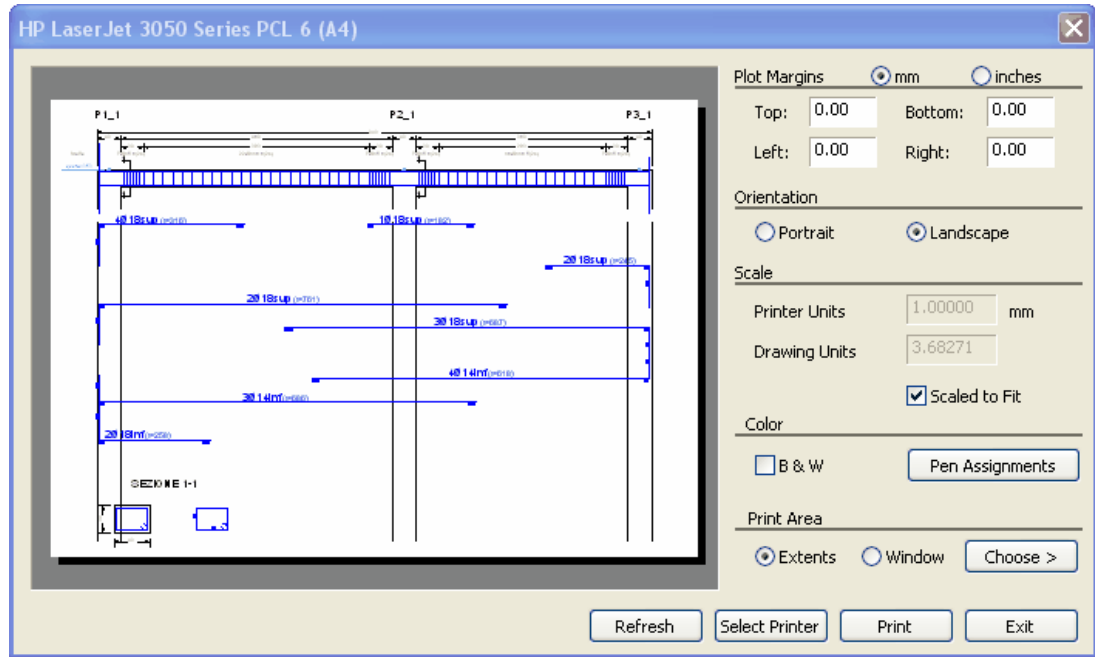 HP LaserJet 3050 Series PCL 6 (A4)
Plot Margins mm inches
Top: 0.00 Bottom: 0.00
Left: 0.00 Right: 0.00
Orientation
Portrait Landscape
Scale
Printer Units 1.00000 mm
Drawing Units 3.68271
Scaled to Fit
Color
B & W Pen Assignments
Print Area
Extents Window Choose >
Refresh Select Printer Print Exit
P1_1 P2_1 P3_1
4Ø18sup 1Ø18sup
2Ø18sup
2Ø18sup
3Ø18sup
4Ø14inf
3Ø14inf
2Ø18inf
SEZIONE 1-1